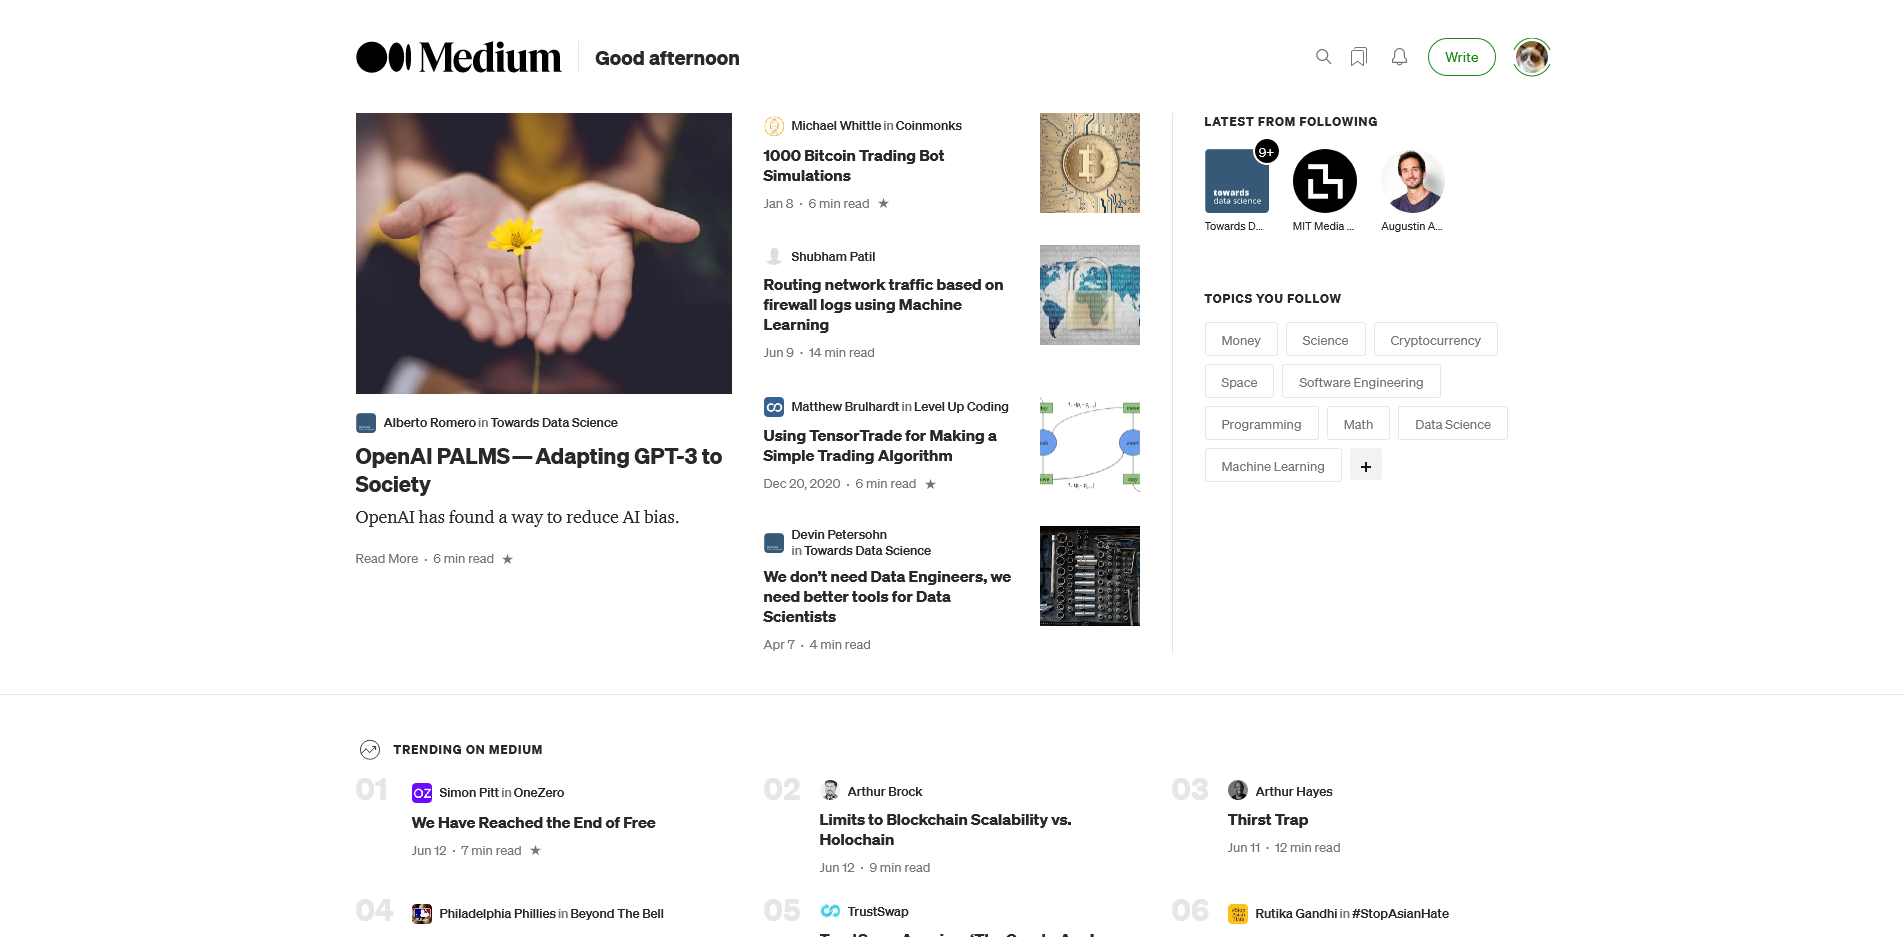 Medium
Good afternoon
Write
Alberto Romero in Towards Data Science
OpenAI PALMS — Adapting GPT-3 to
Society
OpenAI has found a way to reduce AI bias.
Read More · 6 min read ★
Michael Whittle in Coinmonks
1000 Bitcoin Trading Bot
Simulations
Jan 8 · 6 min read ★
Shubham Patil
Routing network traffic based on
firewall logs using Machine
Learning
Jun 9 · 14 min read
Matthew Brulhardt in Level Up Coding
Using TensorTrade for Making a
Simple Trading Algorithm
Dec 20, 2020 · 6 min read ★
Devin Petersohn
in Towards Data Science
We don’t need Data Engineers, we
need better tools for Data
Scientists
Apr 7 · 4 min read
LATEST FROM FOLLOWING
9+
towards
data science
Towards D...
MIT Media ...
Augustin A...
TOPICS YOU FOLLOW
Money
Science
Cryptocurrency
Space
Software Engineering
Programming
Math
Data Science
Machine Learning
+
TRENDING ON MEDIUM
01
OZ
Simon Pitt in OneZero
We Have Reached the End of Free
Jun 12 · 7 min read ★
02
Arthur Brock
Limits to Blockchain Scalability vs.
Holochain
Jun 12 · 9 min read
03
Arthur Hayes
Thirst Trap
Jun 11 · 12 min read
04
Philadelphia Phillies in Beyond The Bell
05
TrustSwap
06
Rutika Gandhi in #StopAsianHate